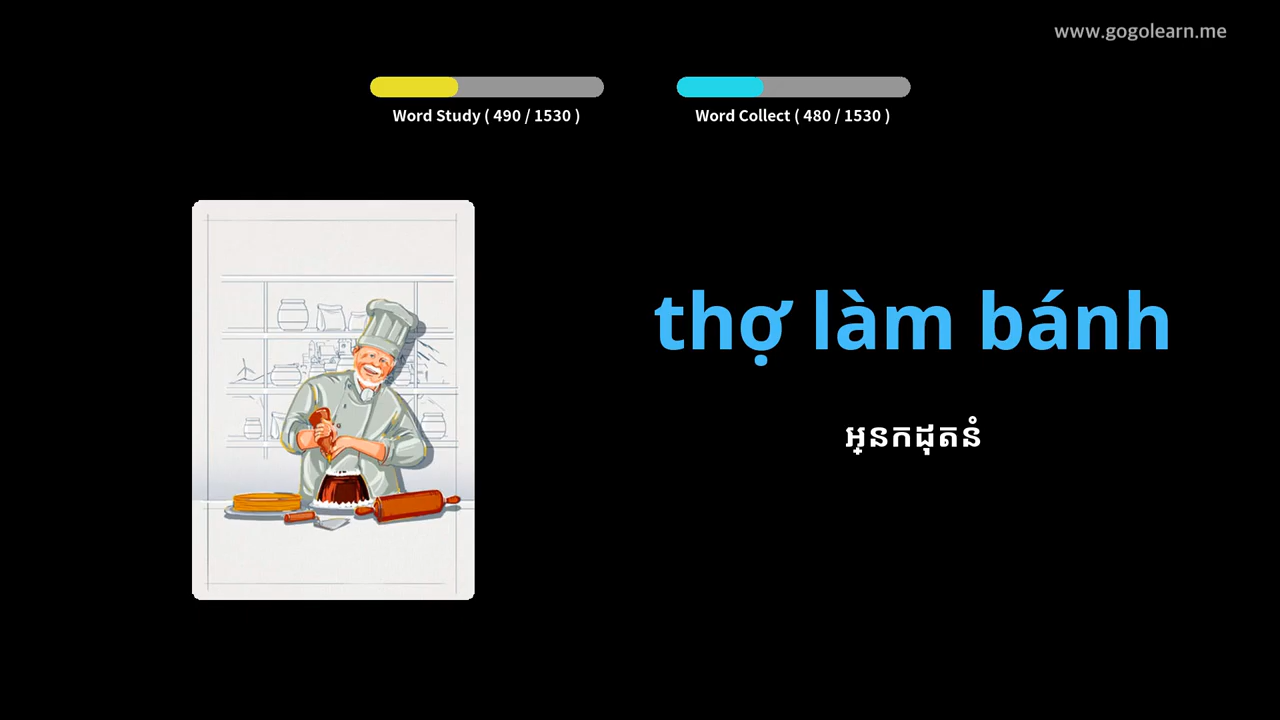 www.gogolearn.me
Word Study ( 490 / 1530 )
Word Collect ( 480 / 1530 )
thợ làm bánh
អ្នកដុតនំ